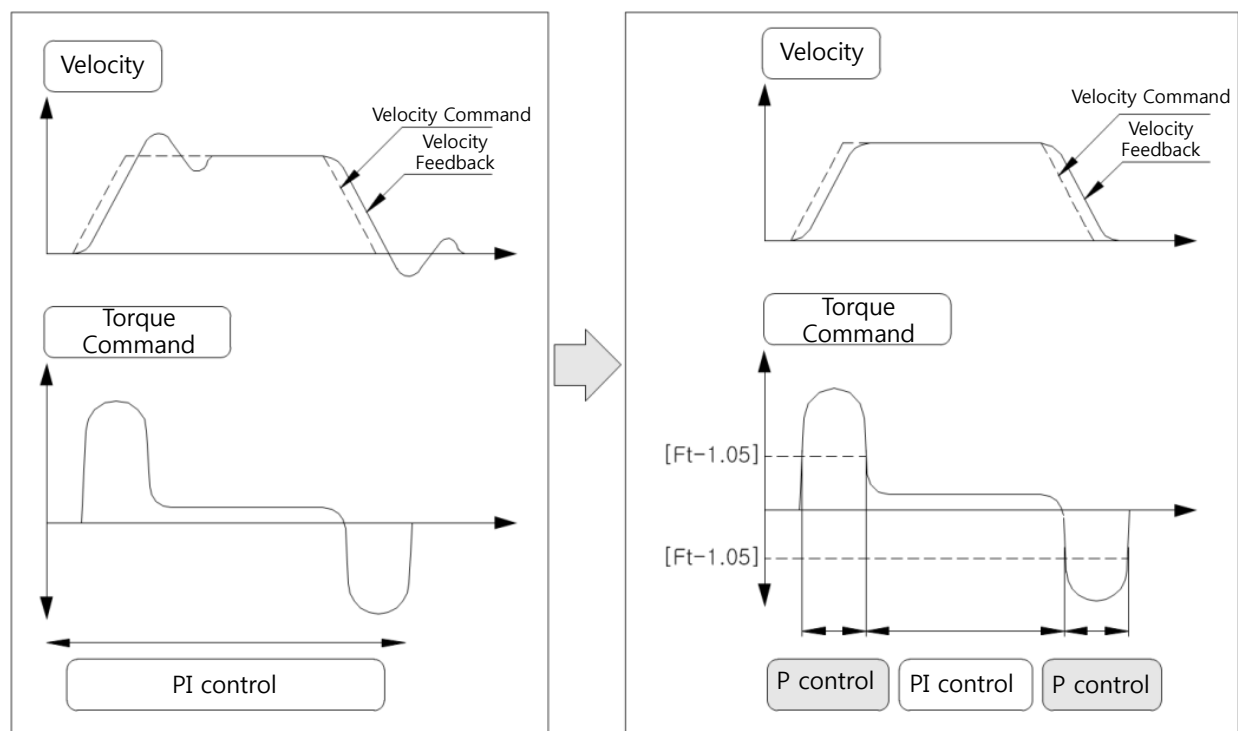 Velocity
Velocity Command
Velocity
Feedback
Torque
Command
PI control
Velocity
Velocity Command
Velocity
Feedback
Torque
Command
[Ft-1.05]
[Ft-1.05]
P control
PI control
P control